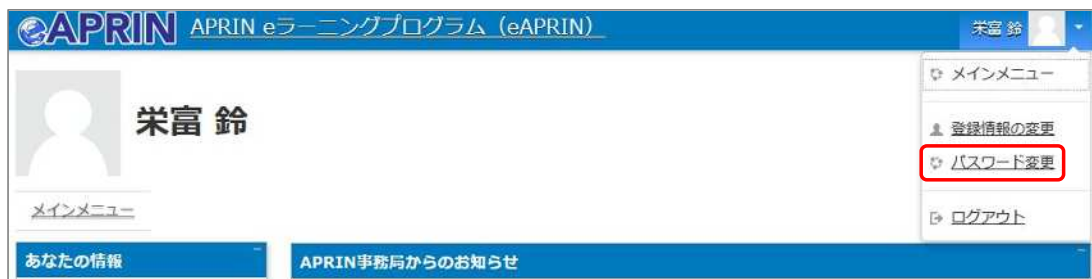 eAPRIN APRIN eラーニングプログラム（eAPRIN）
栄富 鈴
メインメニュー
登録情報の変更
パスワード変更
ログアウト
栄富 鈴
メインメニュー
あなたの情報
APRIN事務局からのお知らせ